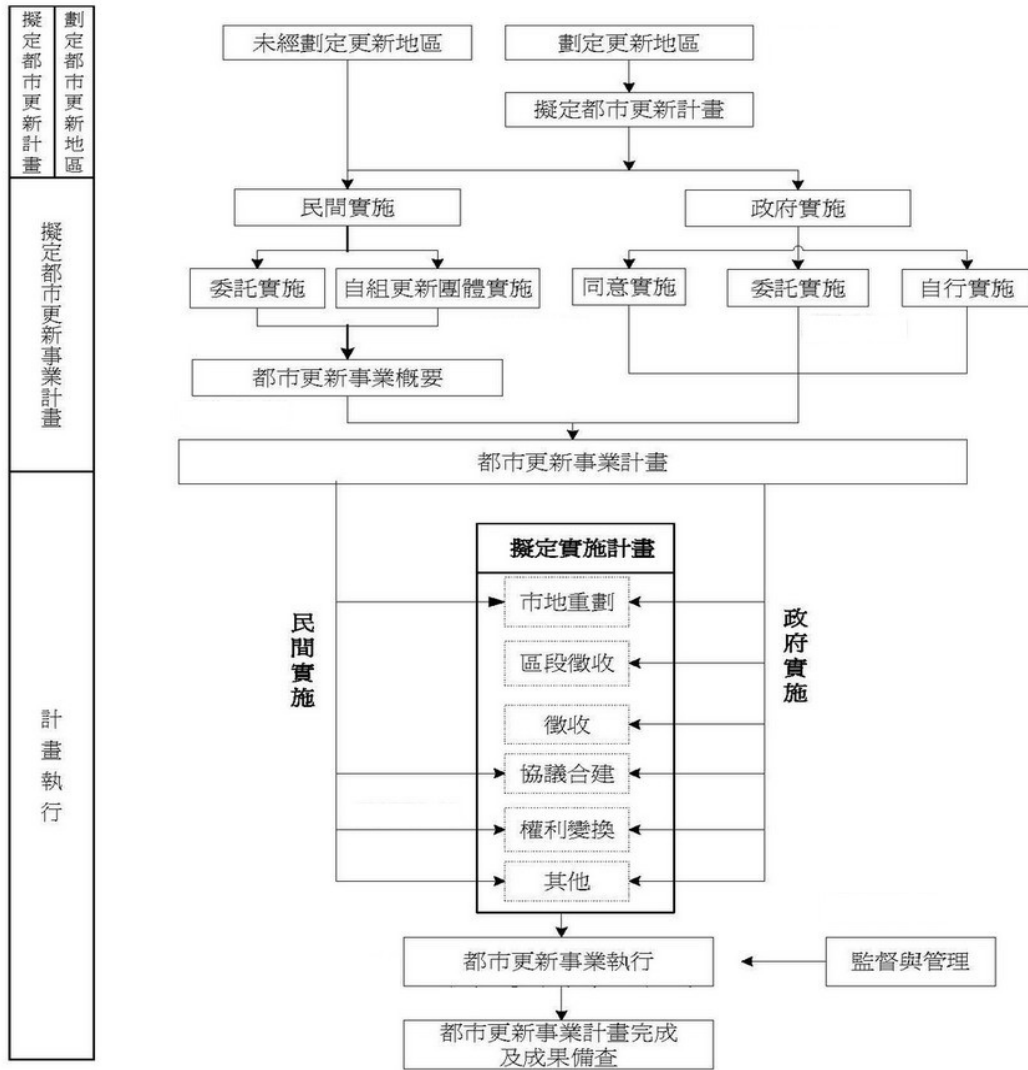 擬定都市更新計畫
劃定都市更新地區
未經劃定更新地區
劃定更新地區
擬定都市更新計畫
擬定都市更新事業計畫
民間實施
政府實施
委託實施
自組更新團體實施
同意實施
委託實施
自行實施
都市更新事業概要
都市更新事業計畫
計畫執行
民間實施
擬定實施計畫
市地重劃
區段徵收
徵收
協議合建
權利變換
其他
政府實施
都市更新事業執行
監督與管理
都市更新事業計畫完成
及成果備查